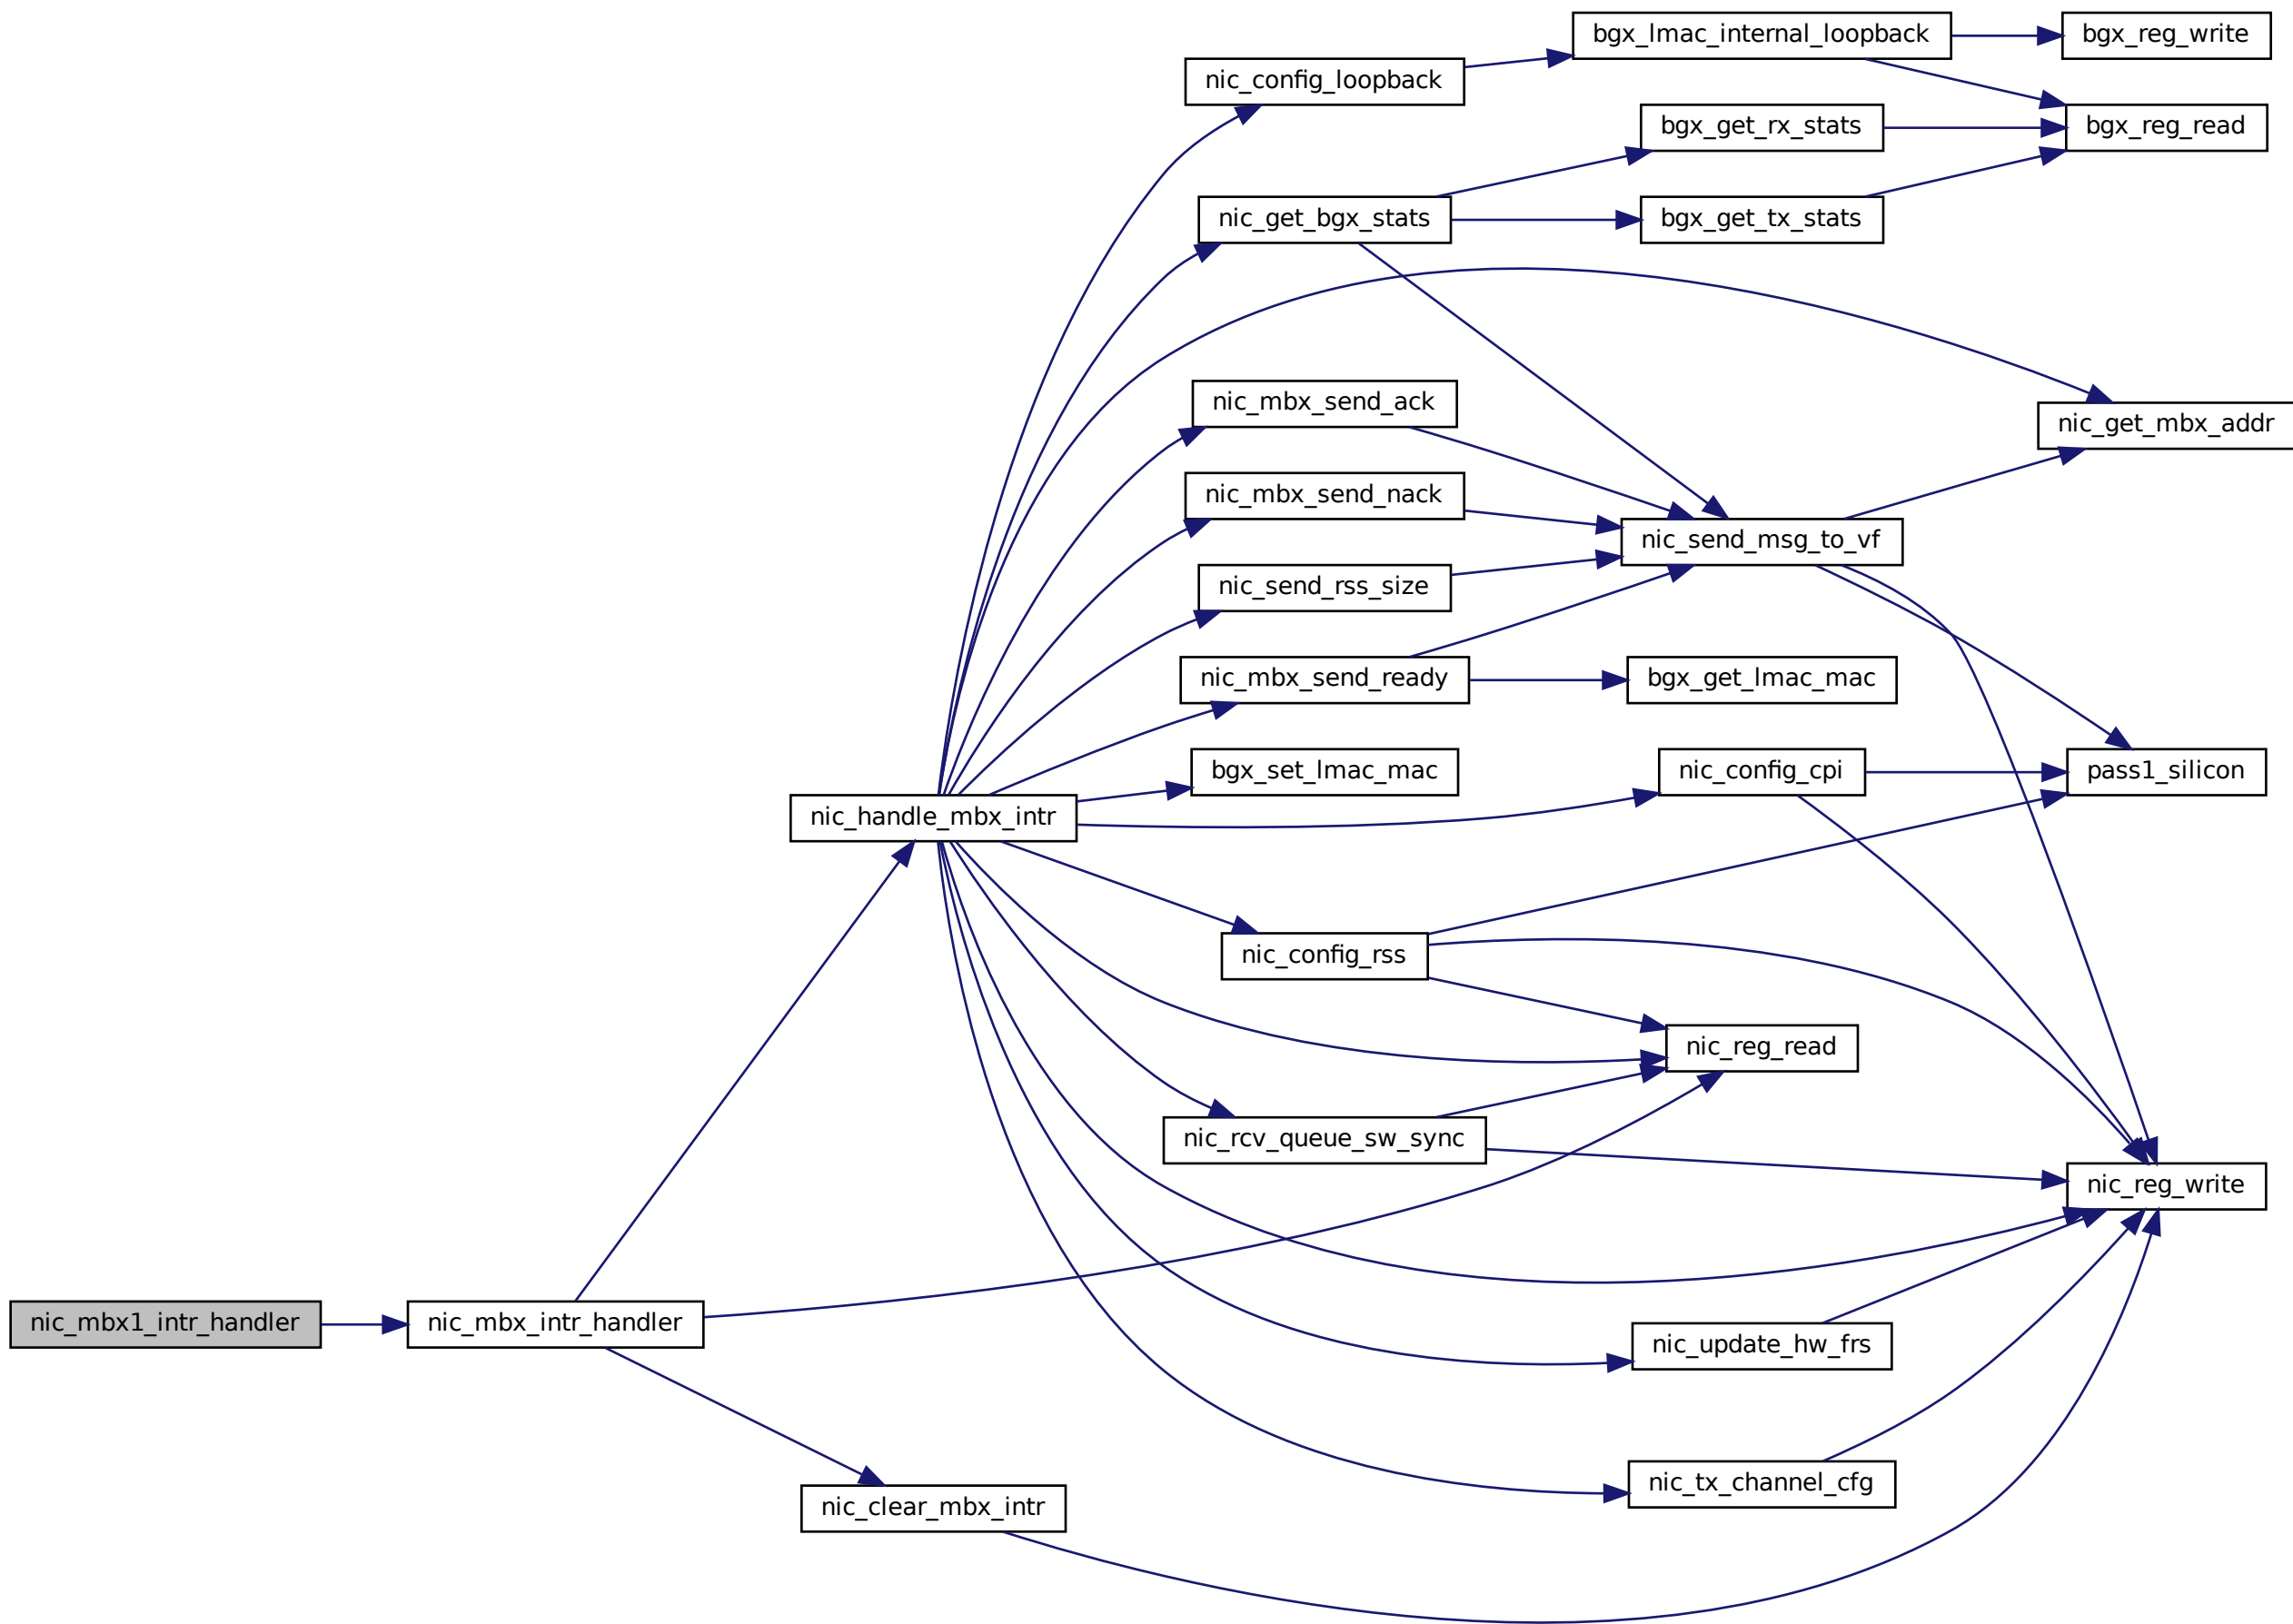 bgx_lmac_internal_loopback
bgx_reg_write
nic_config_loopback
bgx_get_rx_stats
bgx_reg_read
nic_get_bgx_stats
bgx_get_tx_stats
nic_mbx_send_ack
nic_get_mbx_addr
nic_mbx_send_nack
nic_send_msg_to_vf
nic_send_rss_size
nic_mbx_send_ready
bgx_get_lmac_mac
bgx_set_lmac_mac
nic_config_cpi
pass1_silicon
nic_handle_mbx_intr
nic_config_rss
nic_reg_read
nic_rcv_queue_sw_sync
nic_reg_write
nic_mbx1_intr_handler
nic_mbx_intr_handler
nic_update_hw_frs
nic_tx_channel_cfg
nic_clear_mbx_intr